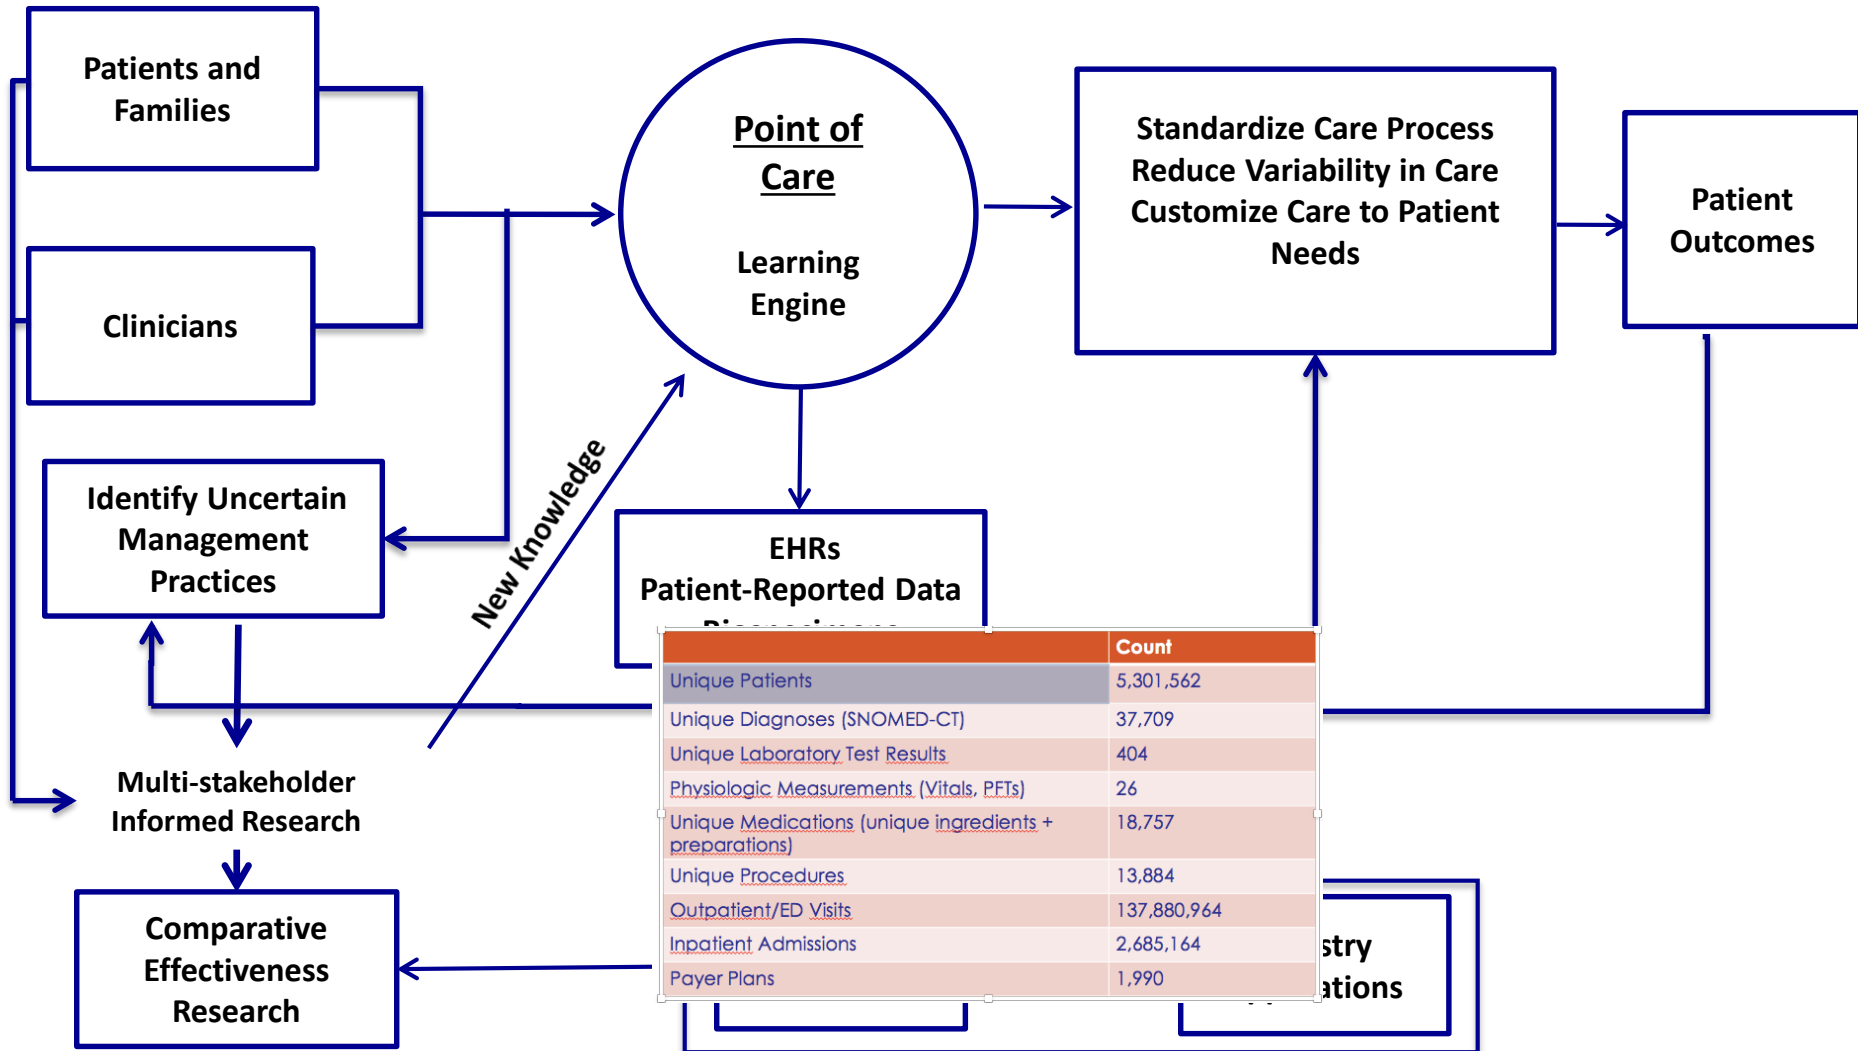 Patients and
Families
Clinicians
Point of
Care
Learning
Engine
Standardize Care Process
Reduce Variability in Care
Customize Care to Patient
Needs
Patient
Outcomes
Identify Uncertain
Management
Practices
New Knowledge
EHRs
Patient-Reported Data
Multi-stakeholder
Informed Research
Comparative
Effectiveness
Research
Count
Unique Patients 5,301,562
Unique Diagnoses (SNOMED-CT) 37,709
Unique Laboratory Test Results 404
Physiologic Measurements (Vitals, PFTs) 26
Unique Medications (unique ingredients + 18,757
preparations)
Unique Procedures 13,884
Outpatient/ED Visits 137,880,964
Inpatient Admissions 2,685,164
Payer Plans 1,990